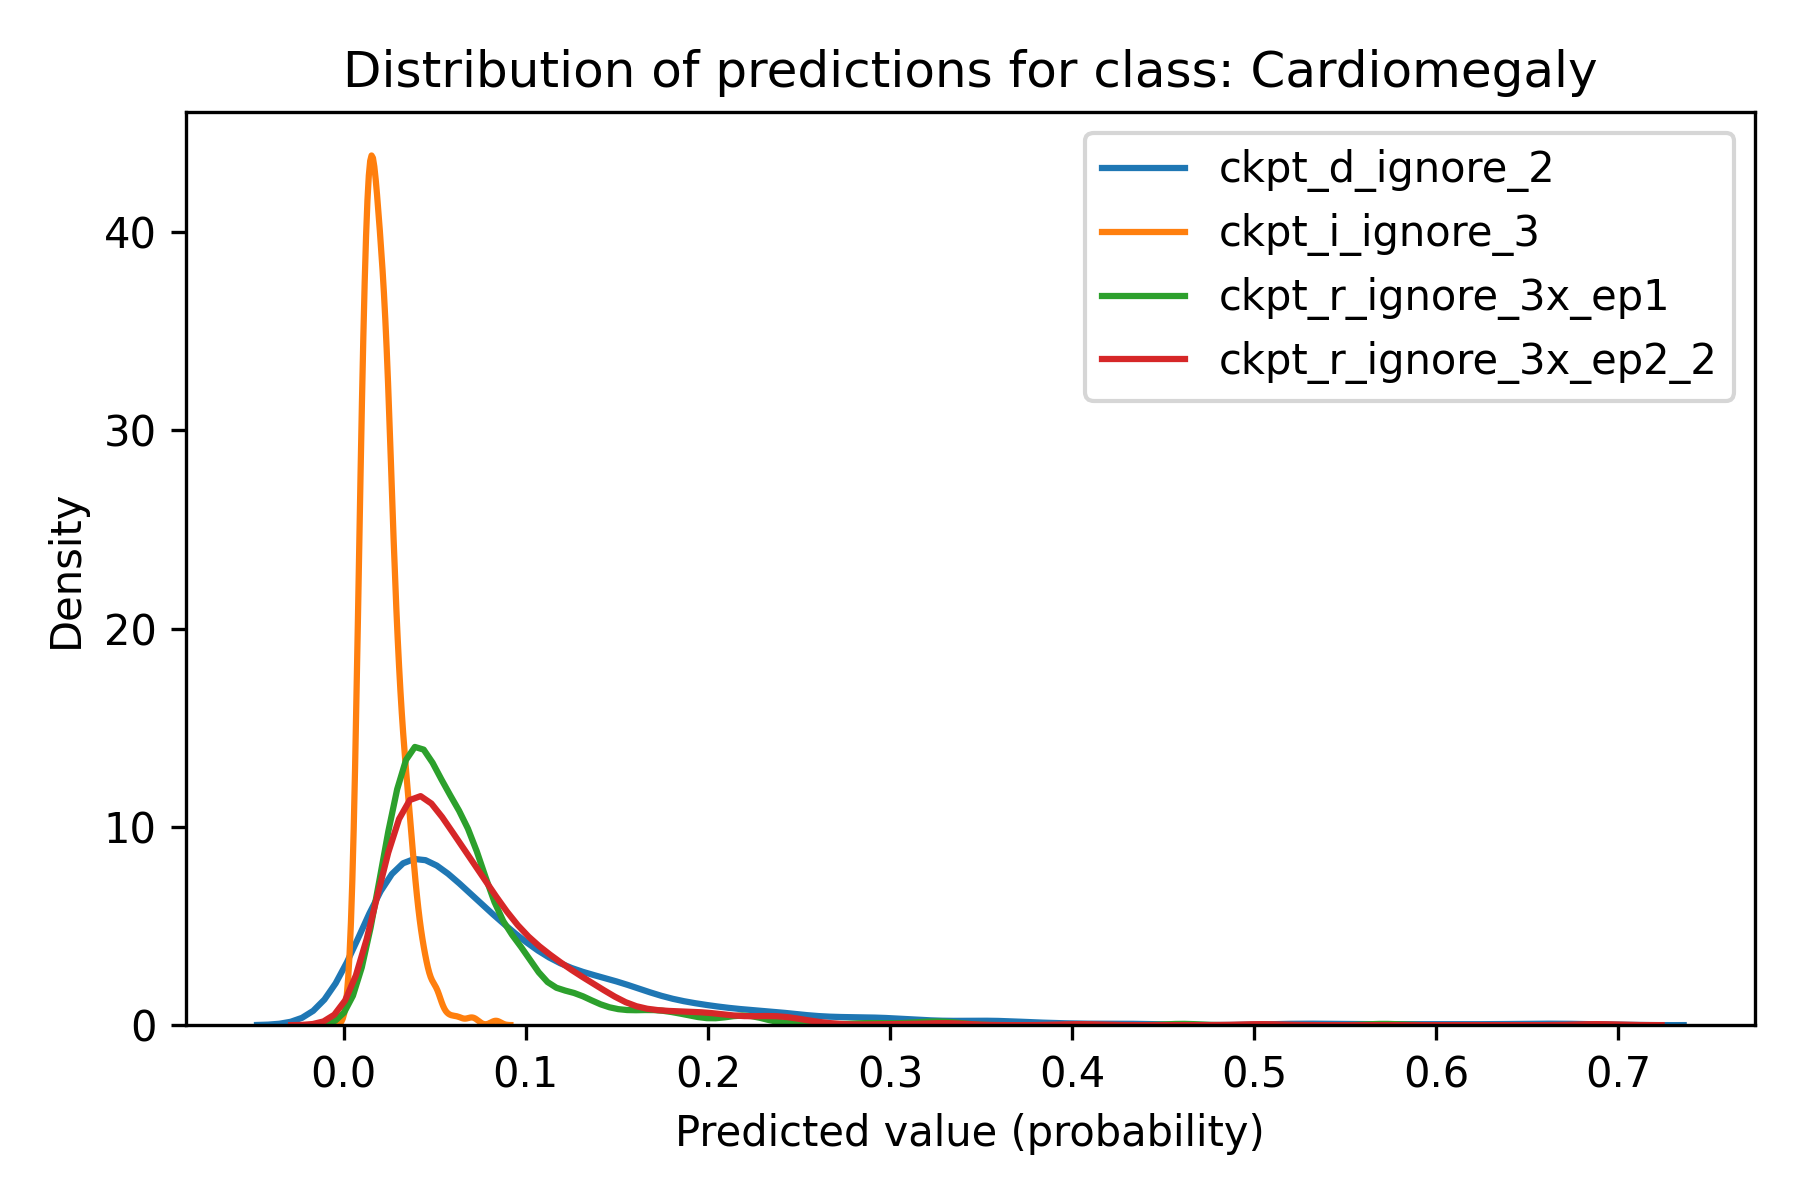 Distribution of predictions for class: Cardiomegaly
ckpt_d_ignore_2
ckpt_i_ignore_3
ckpt_r_ignore_3x_ep1
ckpt_r_ignore_3x_ep2_2
Density
40
30
20
10
0
0.0 0.1 0.2 0.3 0.4 0.5 0.6 0.7
Predicted value (probability)